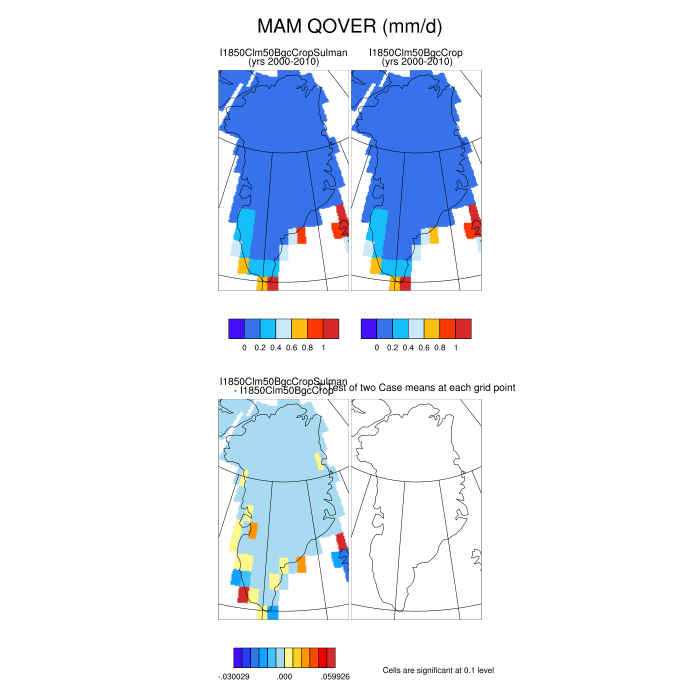 MAM QOVER (mm/d)
I1850Clm50BgcCropSulman
(yrs 2000-2010)
I1850Clm50BgcCrop
(yrs 2000-2010)
0 0.2 0.4 0.6 0.8 1
0 0.2 0.4 0.6 0.8 1
I1850Clm50BgcCropSulman
- I1850Clm50BgcCrop
of two Case means at each grid point
-.030029 .000 .059926
Cells are significant at 0.1 level